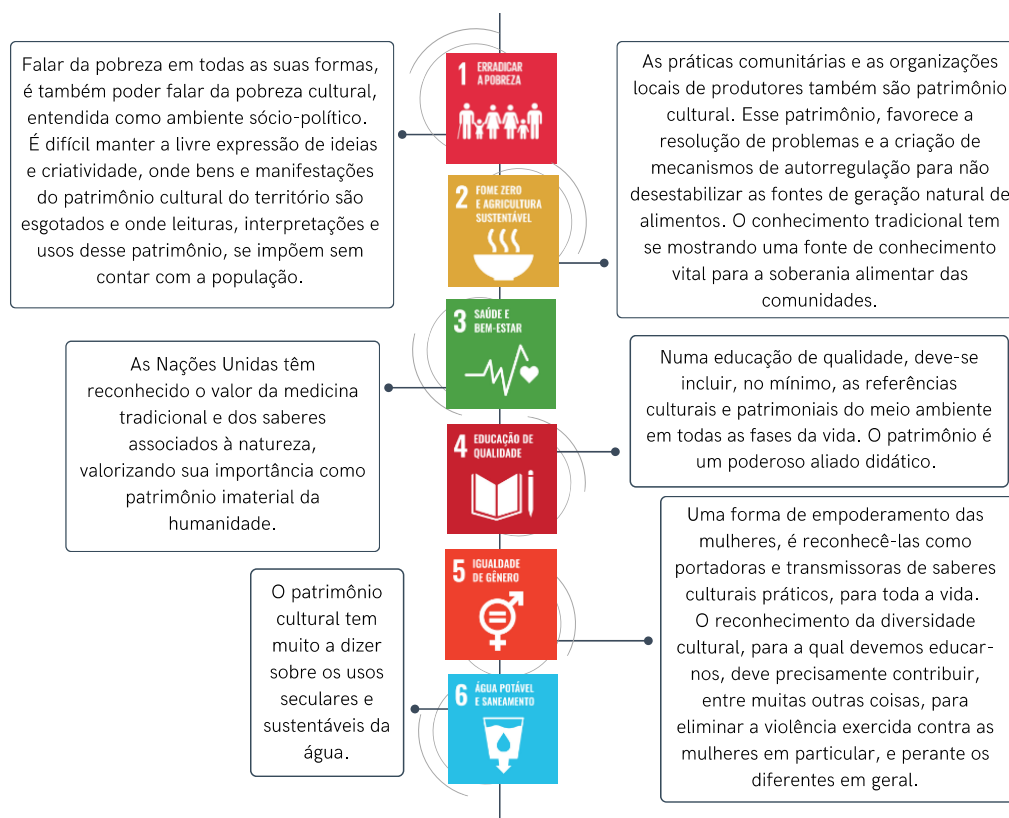 1 ERRADICAR
A POBREZA
Falar da pobreza em todas as suas formas,
é também poder falar da pobreza cultural,
entendida como ambiente sócio-político.
É difícil manter a livre expressão de ideias
e criatividade, onde bens e manifestações
do patrimônio cultural do território são
esgotados e onde leituras, interpretações e
usos desse patrimônio, se impõem sem
contar com a população.
2 FOME ZERO
E AGRICULTURA
SUSTENTÁVEL
As práticas comunitárias e as organizações
locais de produtores também são patrimônio
cultural. Esse patrimônio, favorece a
resolução de problemas e a criação de
mecanismos de autorregulação para não
desestabilizar as fontes de geração natural de
alimentos. O conhecimento tradicional tem
se mostrando uma fonte de conhecimento
vital para a soberania alimentar das
comunidades.
3 SAÚDE E
BEM-ESTAR
As Nações Unidas têm
reconhecido o valor da medicina
tradicional e dos saberes
associados à natureza,
valorizando sua importância como
patrimônio imaterial da
humanidade.
4 EDUCAÇÃO DE
QUALIDADE
Numa educação de qualidade, deve-se
incluir, no mínimo, as referências
culturais e patrimoniais do meio ambiente
em todas as fases da vida. O patrimônio é
um poderoso aliado didático.
5 IGUALDADE
DE GÊNERO
Uma forma de empoderamento das
mulheres, é reconhecê-las como
portadoras e transmissoras de saberes
culturais práticos, para toda a vida.
O reconhecimento da diversidade
cultural, para a qual devemos educar-
nos, deve precisamente contribuir,
entre muitas outras coisas, para
eliminar a violência exercida contra as
mulheres em particular, e perante os
diferentes em geral.
6 ÁGUA POTÁVEL
E SANEAMENTO
O patrimônio
cultural tem
muito a dizer
sobre os usos
seculares e
sustentáveis da
água.